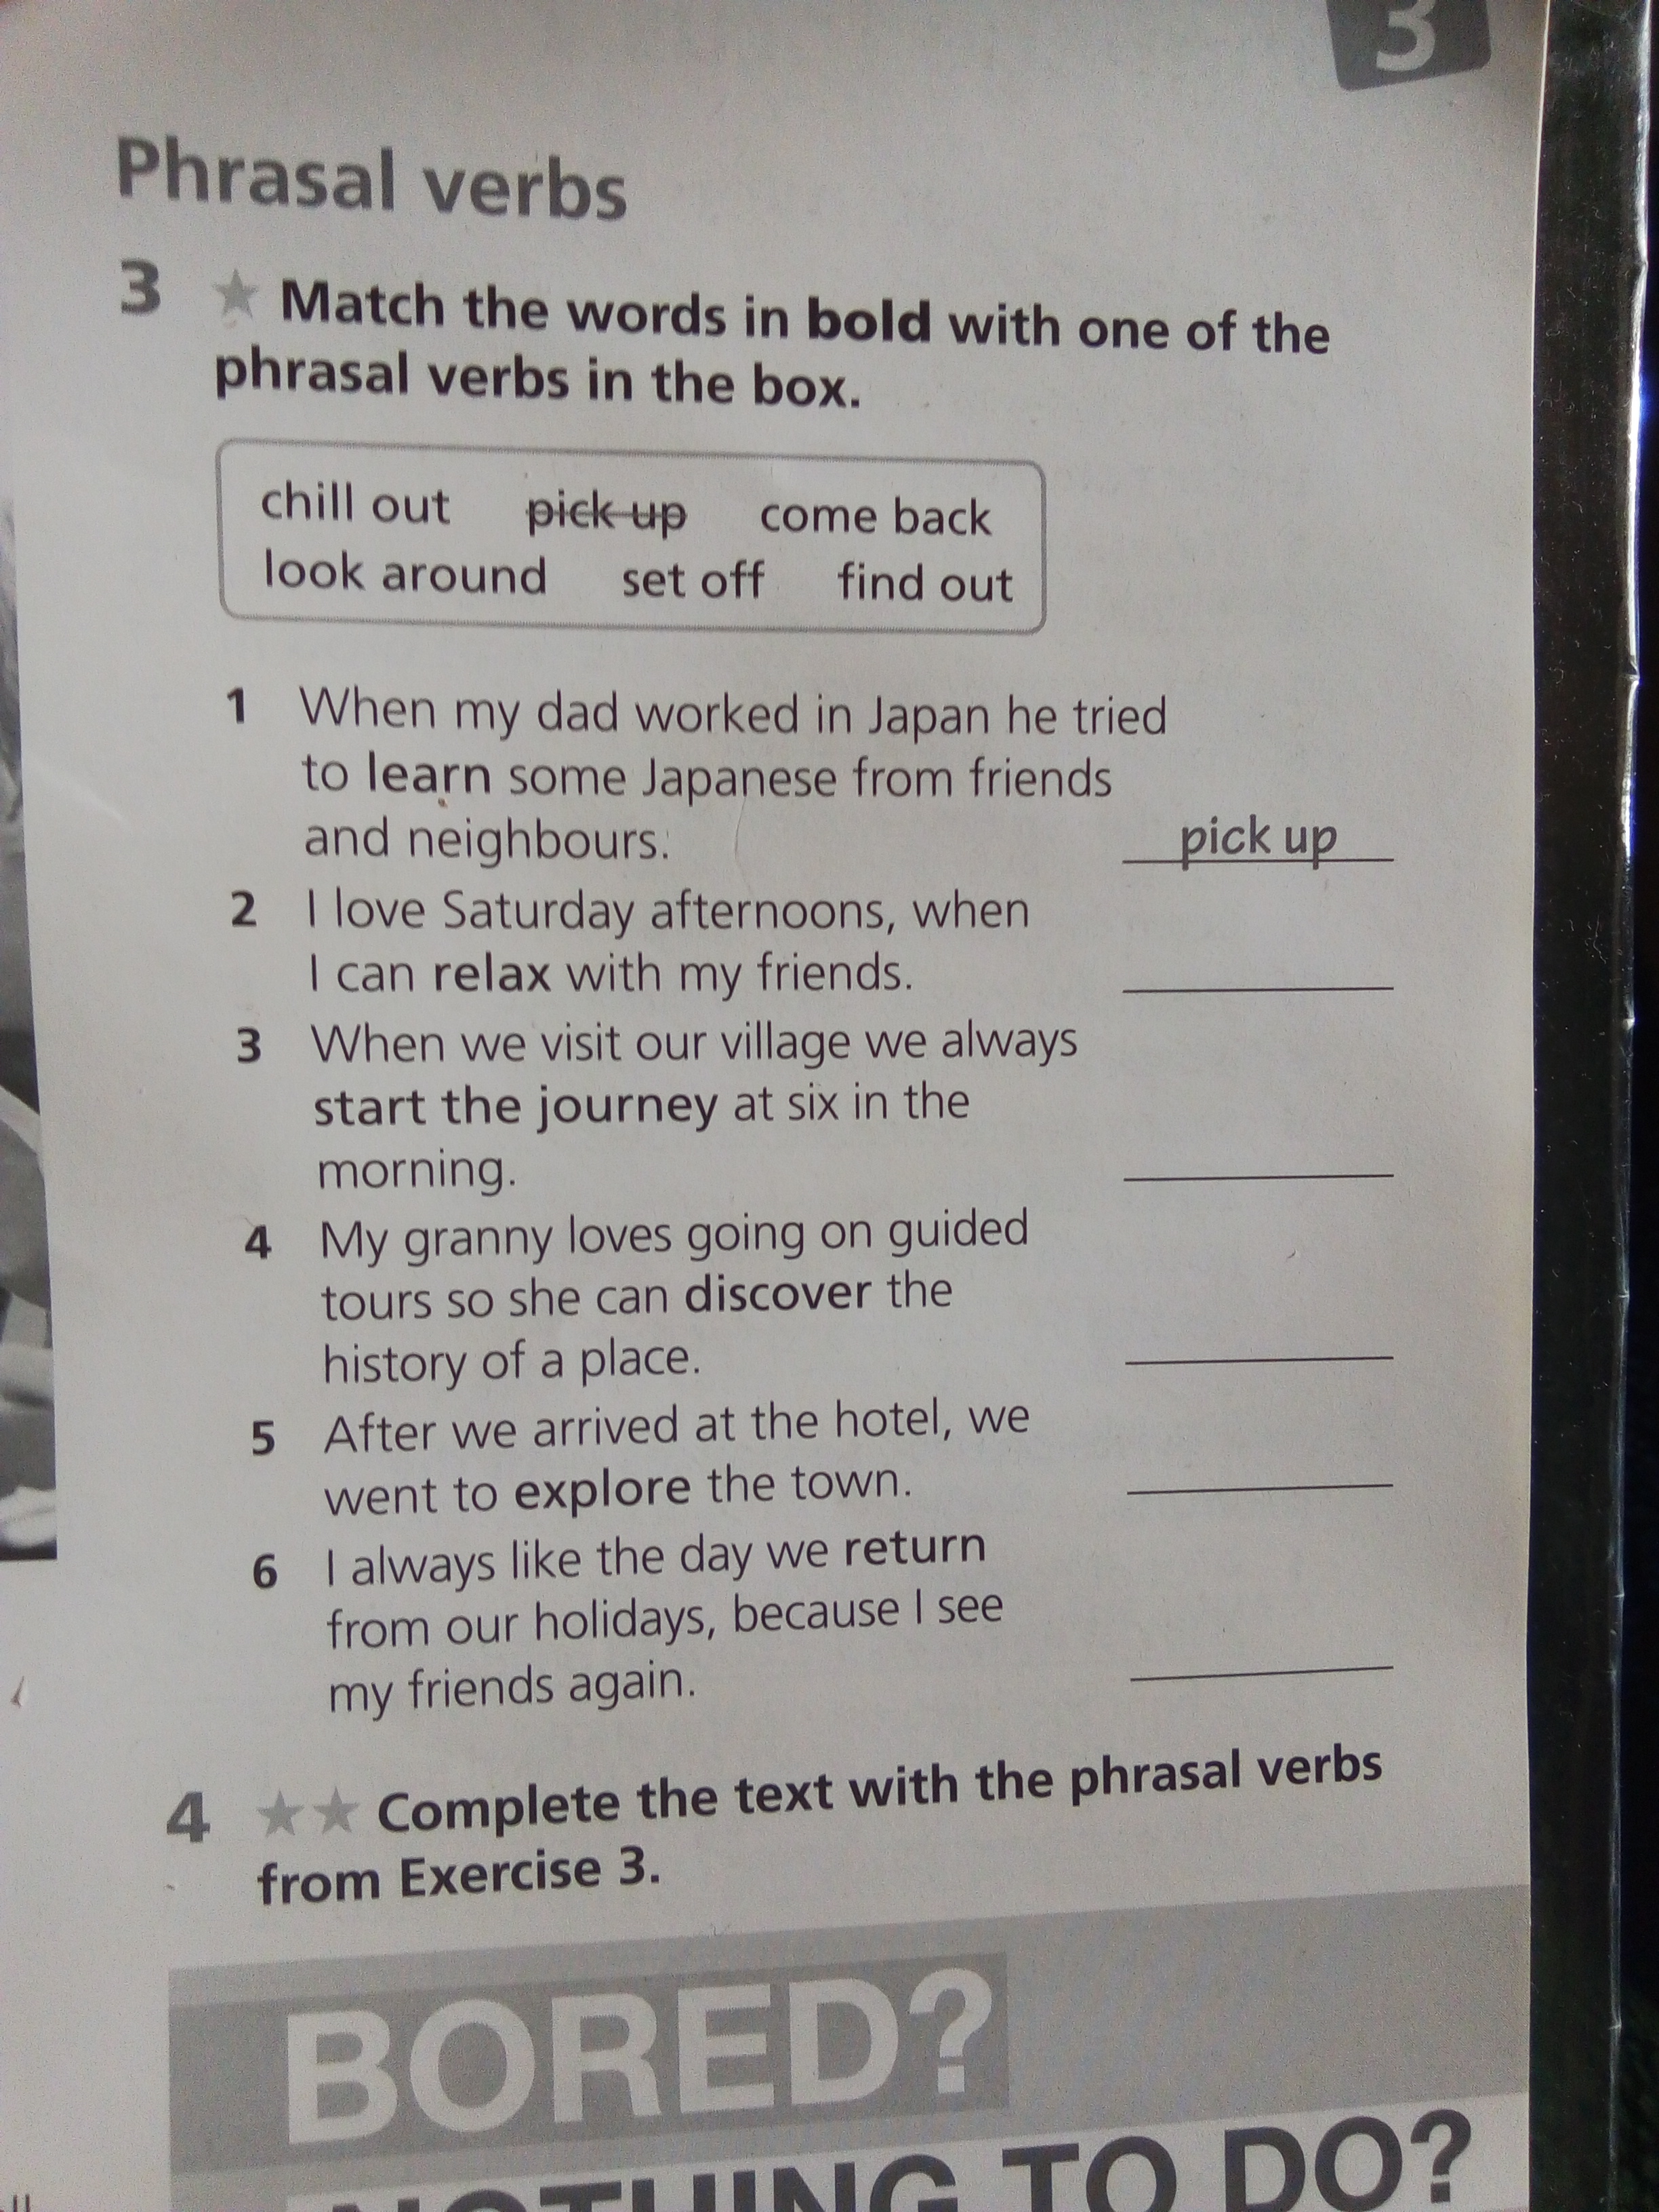 3
Phrasal verbs
3 ★ Match the words in bold with one of the
phrasal verbs in the box.
chill out pick up come back
look around set off find out
1 When my dad worked in Japan he tried
to learn some Japanese from friends
and neighbours. pick up
2 I love Saturday afternoons, when
I can relax with my friends.
3 When we visit our village we always
start the journey at six in the
morning.
4 My granny loves going on guided
tours so she can discover the
history of a place.
5 After we arrived at the hotel, we
went to explore the town.
6 I always like the day we return
from our holidays, because I see
my friends again.
4 ★★ Complete the text with the phrasal verbs
from Exercise 3.
BORED?
NOTHING TO DO?